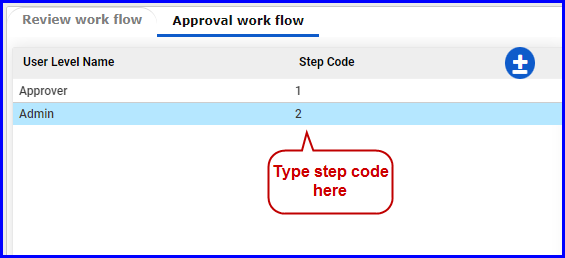 Review work flow Approval work flow
User Level Name Step Code
Approver 1
Admin 2
Type step code
here